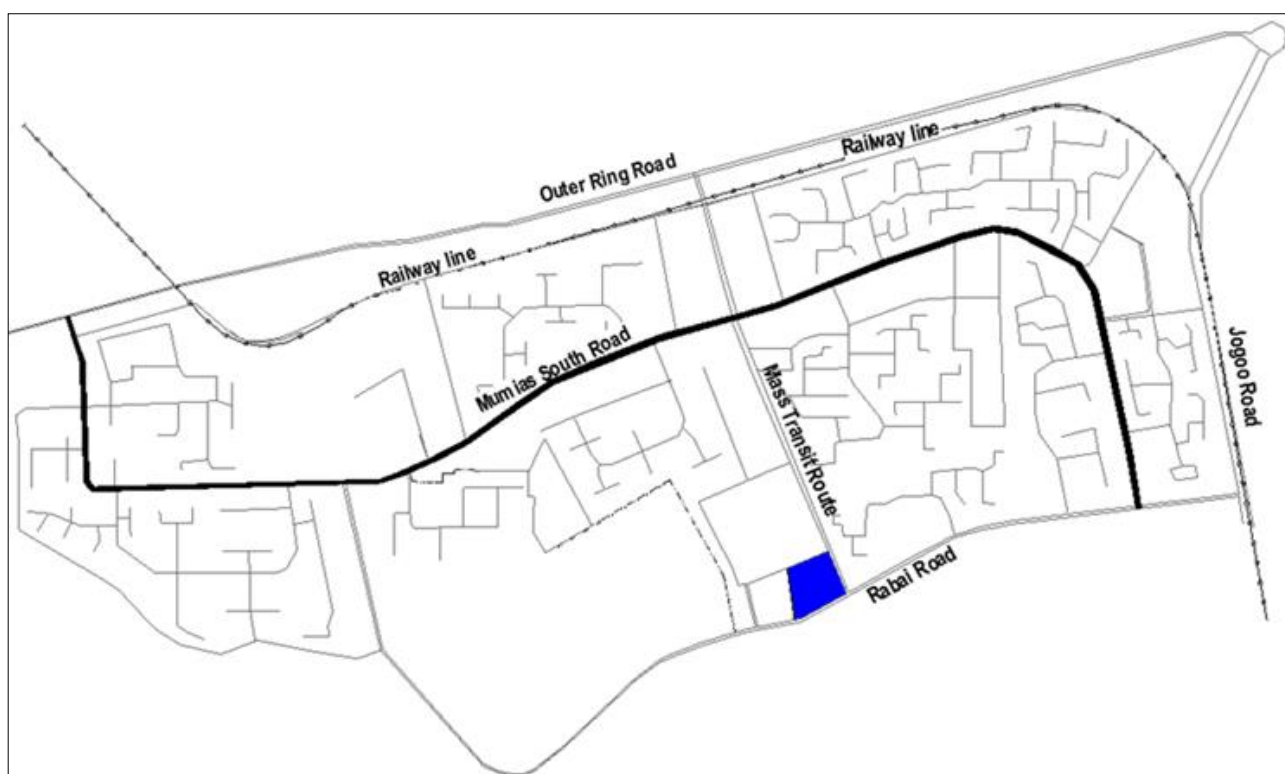 Outer Ring Road
Railway line
Railway line
Mumias South Road
Mass Transit Route
Jogoo Road
Rabai Road